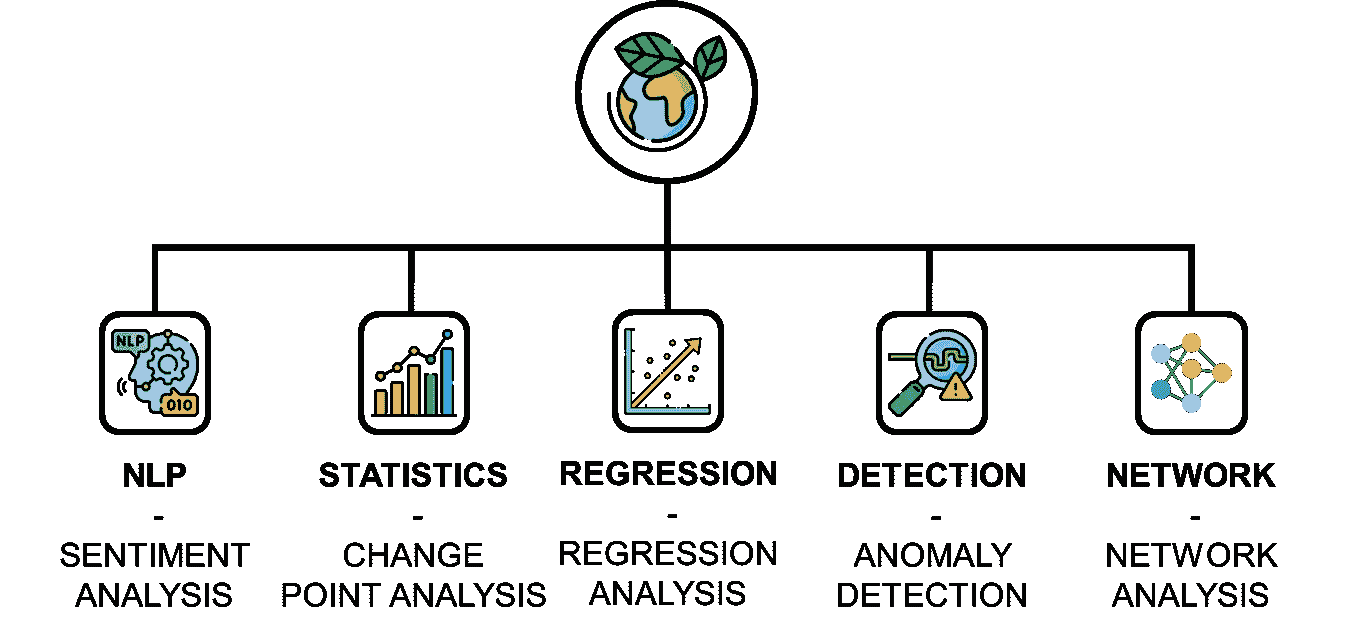 NLP
010
NLP
-
SENTIMENT
ANALYSIS
STATISTICS
-
CHANGE
POINT ANALYSIS
REGRESSION
-
REGRESSION
ANALYSIS
DETECTION
-
ANOMALY
DETECTION
NETWORK
-
NETWORK
ANALYSIS